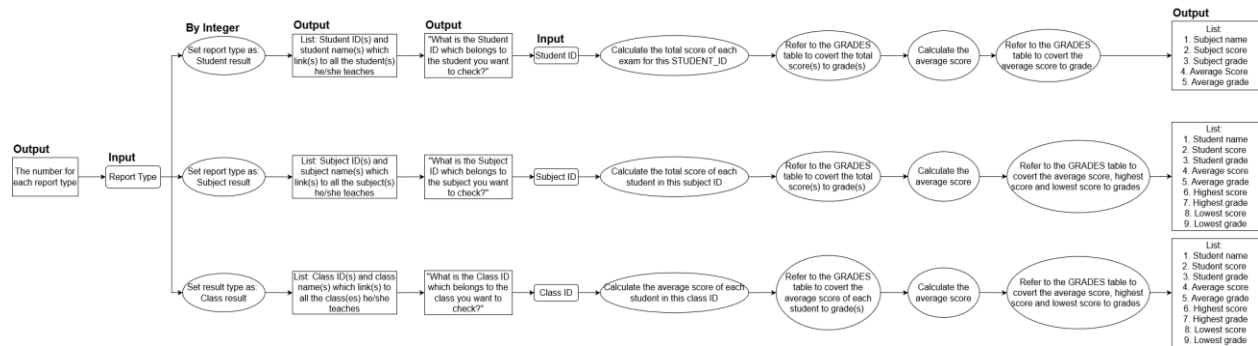 Output
The number for
each report type
Input
Report Type
By Integer
Set report type as:
Student result
Output
List: Student ID(s) and
student name(s) which
link(s) to all the student(s)
he/she teaches
Output
"What is the Student
ID which belongs to
the student you want
to check?"
Input
Student ID
Calculate the total score of each
exam for this STUDENT_ID
Refer to the GRADES
table to covert the total
score(s) to grade(s)
Calculate the
average score
Refer to the GRADES
table to covert the
average score to grade
Output
List:
1. Subject name
2. Subject score
3. Subject grade
4. Average Score
5. Average grade
Set report type as:
Subject result
List: Subject ID(s) and
subject name(s) which
link(s) to all the subject(s)
he/she teaches
"What is the Subject
ID which belongs to
the subject you want
to check?"
Subject ID
Calculate the total score of each
student in this subject ID
Refer to the GRADES
table to covert the total
score(s) to grade(s)
Calculate the
average score
Refer to the GRADES table to
covert the average score, highest
score and lowest score to grades
List:
1. Student name
2. Student score
3. Student grade
4. Average score
5. Average grade
6. Highest score
7. Highest grade
8. Lowest score
9. Lowest grade
Set result type as:
Class result
List: Class ID(s) and class
name(s) which link(s) to
all the class(es) he/she
teaches
"What is the Class ID
which belongs to the
class you want to
check?"
Class ID
Calculate the average score of each
student in this class ID
Refer to the GRADES
table to covert the
average score of each
student to grade(s)
Calculate the
average score
Refer to the GRADES table to
covert the average score, highest
score and lowest score to grades
List:
1. Student name
2. Student score
3. Student grade
4. Average score
5. Average grade
6. Highest score
7. Highest grade
8. Lowest score
9. Lowest grade